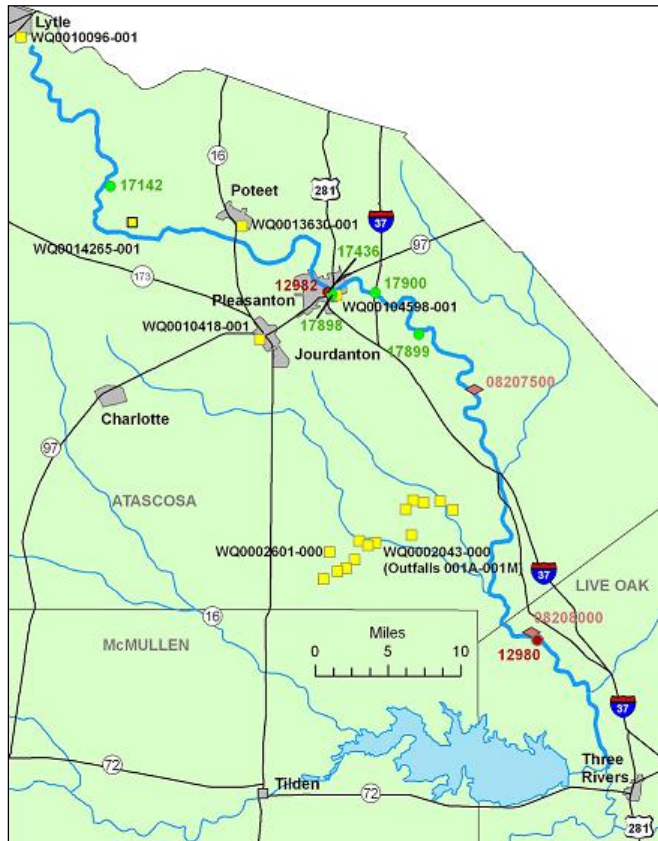 Lytle
WQ0010096-001
16
17142
Poteet
281
WQ0013630-001
37
WQ0014265-001
97
17436
173
12982
17900
Pleasanton
WQ00104598-001
WQ0010418-001
17898
17899
Jourdanton
08207500
Charlotte
97
ATASCOSA
WQ0002601-000
WQ0002043-000
(Outfalls 001A-001M)
37
LIVE OAK
16
Miles
08208000
McMULLEN
0 5 10
12980
37
72
Three
Rivers
Tilden
72
281